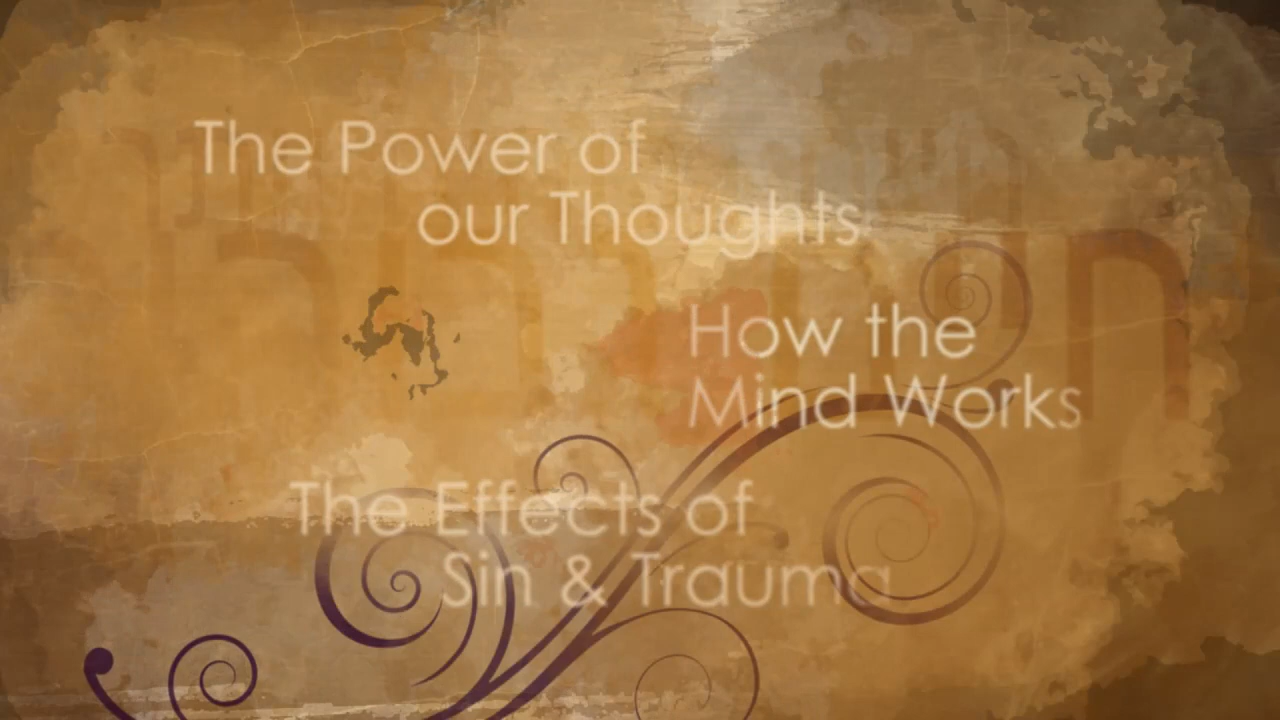 The Power of
our Thoughts
How the
Mind Works
The Effects of
Sin & Trauma